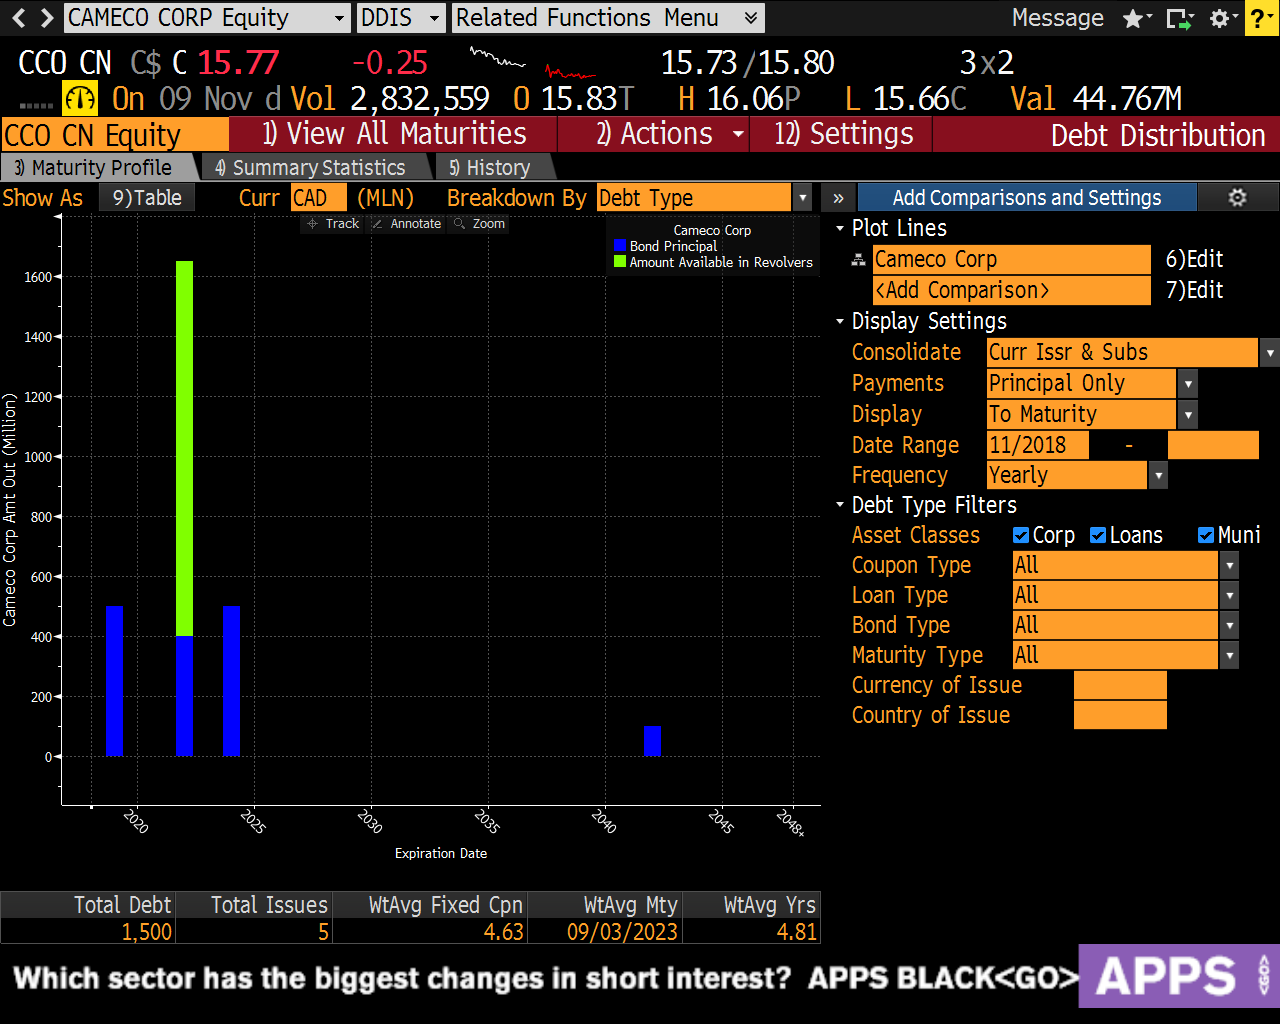 CAMECO CORP Equity DDIS Related Functions Menu Message ?
CCO CN C$ C 15.77 -0.25 15.73/15.80 3x2
On 09 Nov d Vol 2,832,559 O 15.83T H 16.06P L 15.66C Val 44.767M
CCO CN Equity 1) View All Maturities 2) Actions 12) Settings Debt Distribution
3) Maturity Profile 4) Summary Statistics 5) History
Show As 9)Table Curr CAD (MLN) Breakdown By Debt Type » Add Comparisons and Settings
Track Annotate Zoom
Cameco Corp
Bond Principal
Amount Available in Revolvers
1600
1400
1200
1000
800
600
400
200
0
Cameco Corp Amt Out (Million)
2020 2025 2030 2035 2040 2045 2048+
Expiration Date
Plot Lines
Cameco Corp 6)Edit
<Add Comparison> 7)Edit
Display Settings
Consolidate Curr Issr & Subs
Payments Principal Only
Display To Maturity
Date Range 11/2018 -
Frequency Yearly
Debt Type Filters
Asset Classes Corp Loans Muni
Coupon Type All
Loan Type All
Bond Type All
Maturity Type All
Currency of Issue
Country of Issue
Total Debt Total Issues WtAvg Fixed Cpn WtAvg Mty WtAvg Yrs
1,500 5 4.63 09/03/2023 4.81
Which sector has the biggest changes in short interest? APPS BLACK<GO> APPS <GO>